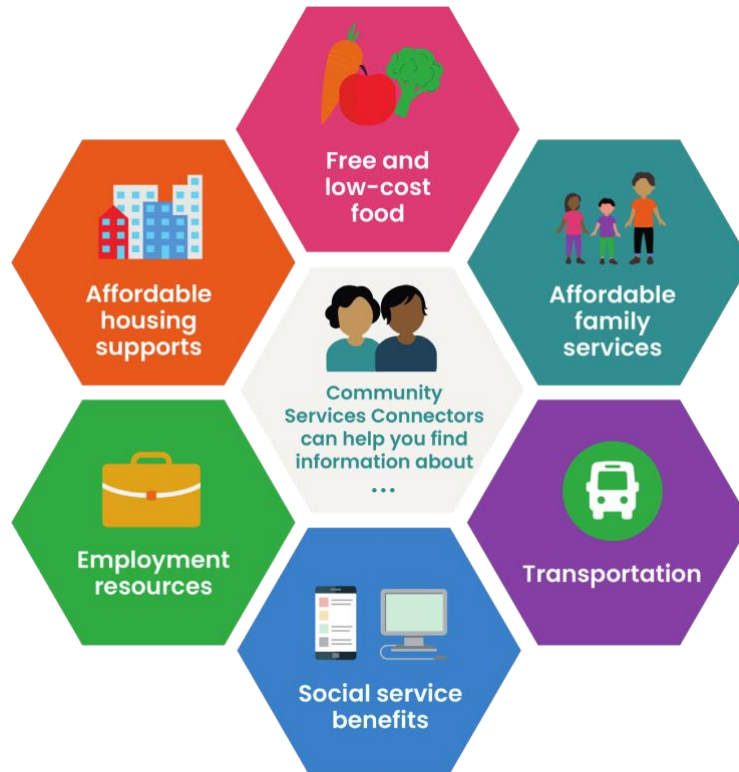 Free and
low-cost
food
Affordable
housing
supports
Affordable
family
services
Community
Services Connectors
can help you find
information about
...
Employment
resources
Transportation
Social service
benefits